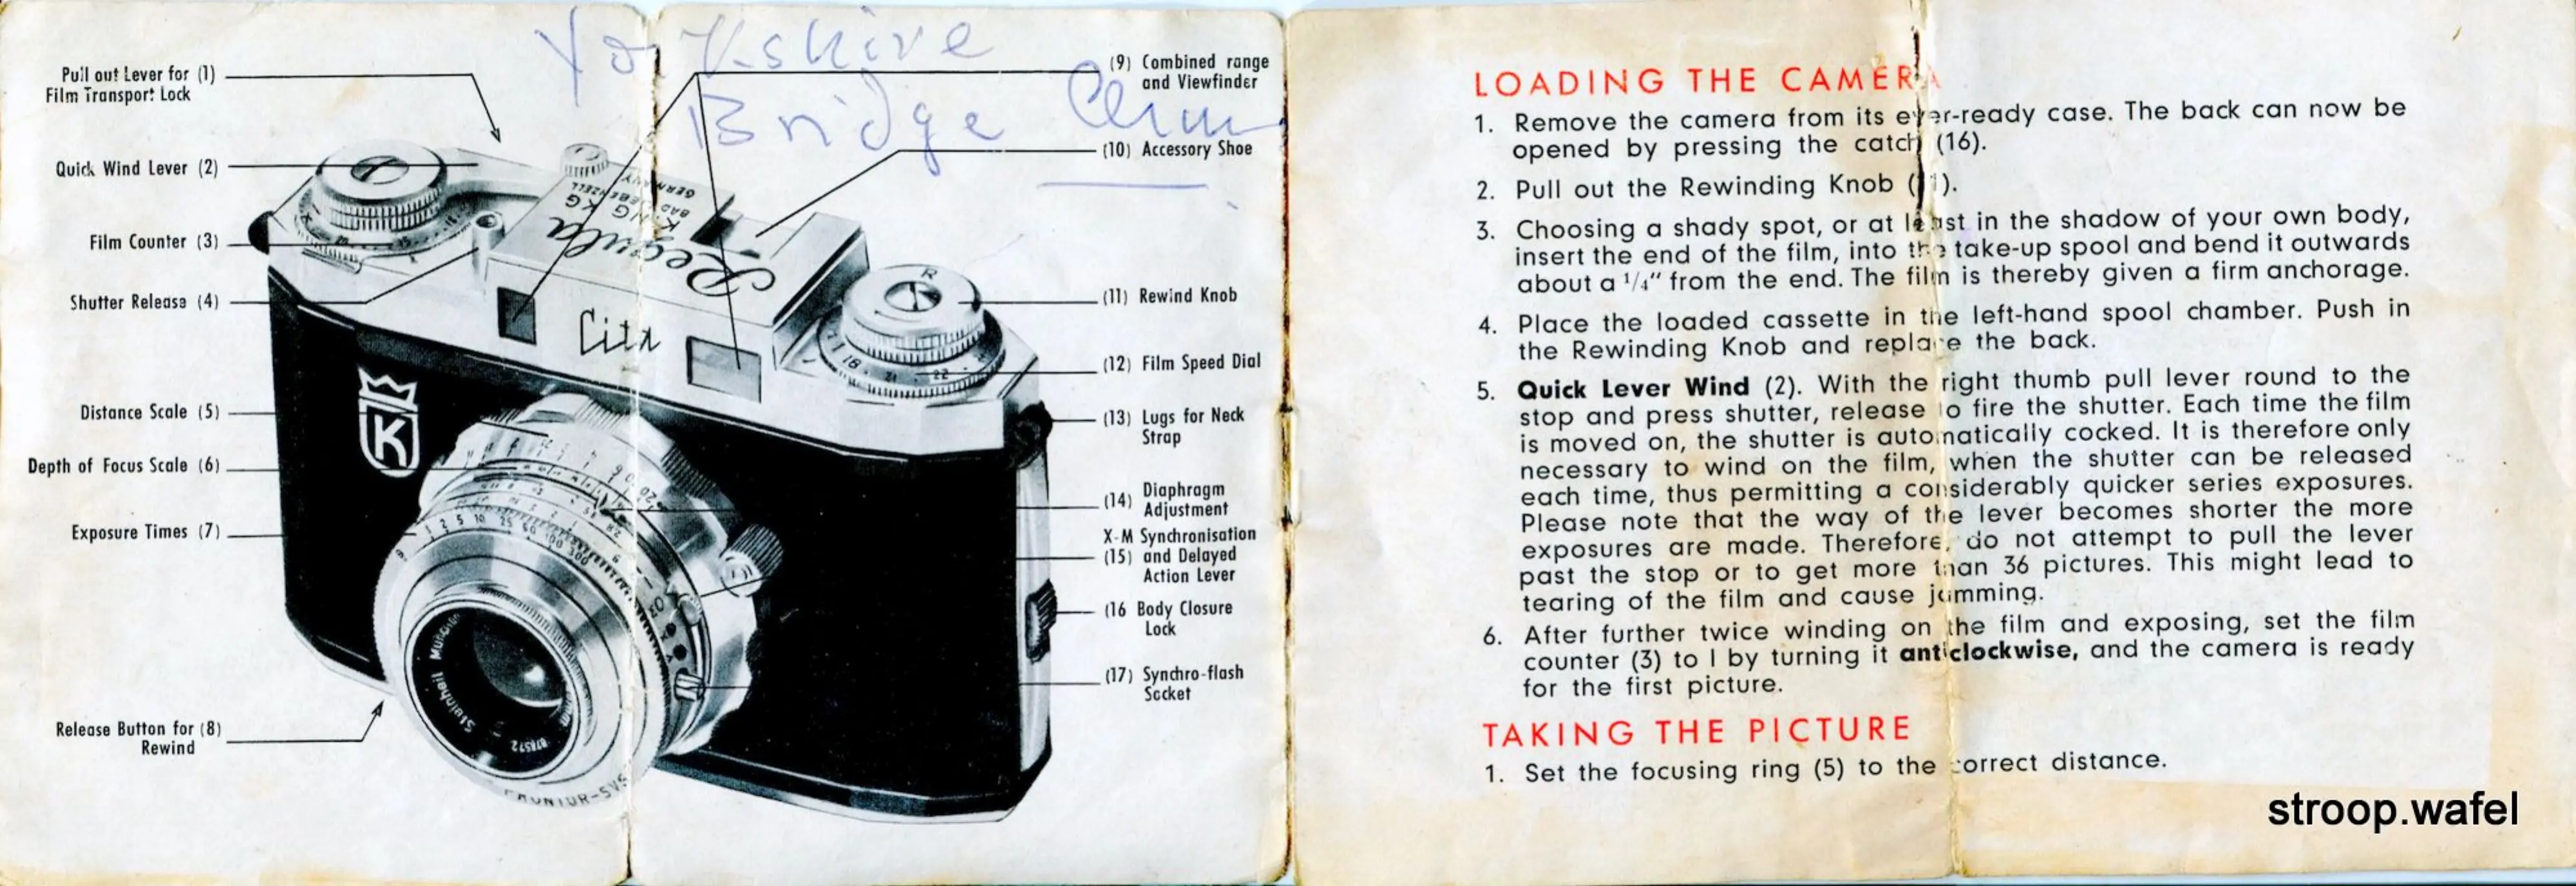 Yorkshire
Bridge
Pull out Lever for (1)
Film Transport Lock
Quick Wind Lever (2)
Film Counter (3)
Shutter Release (4)
Distance Scale (5)
Depth of Focus Scale (6)
Exposure Times (7)
Release Button for (8)
Rewind
(9) Combined range
and Viewfinder
(10) Accessory Shoe
(11) Rewind Knob
(12) Film Speed Dial
(13) Lugs for Neck
Strap
(14) Diaphragm
Adjustment
X-M Synchronisation
(15) and Delayed
Action Lever
(16 Body Closure
Lock
(17) Synchro-flash
Socket
Regula
KING KG
GERMANY
Cita
K
R
Steinheil
PRONTOR-SVS
LOADING THE CAMERA
1. Remove the camera from its ever-ready case. The back can now be
opened by pressing the catch (16).
2. Pull out the Rewinding Knob (11).
3. Choosing a shady spot, or at least in the shadow of your own body,
insert the end of the film, into the take-up spool and bend it outwards
about a 1/4" from the end. The film is thereby given a firm anchorage.
4. Place the loaded cassette in the left-hand spool chamber. Push in
the Rewinding Knob and replace the back.
5. Quick Lever Wind (2). With the right thumb pull lever round to the
stop and press shutter, release to fire the shutter. Each time the film
is moved on, the shutter is automatically cocked. It is therefore only
necessary to wind on the film, when the shutter can be released
each time, thus permitting a considerably quicker series exposures.
Please note that the way of the lever becomes shorter the more
exposures are made. Therefore, do not attempt to pull the lever
past the stop or to get more than 36 pictures. This might lead to
tearing of the film and cause jamming.
6. After further twice winding on the film and exposing, set the film
counter (3) to I by turning it anticlockwise, and the camera is ready
for the first picture.
TAKING THE PICTURE
1. Set the focusing ring (5) to the correct distance.
stroop.wafel